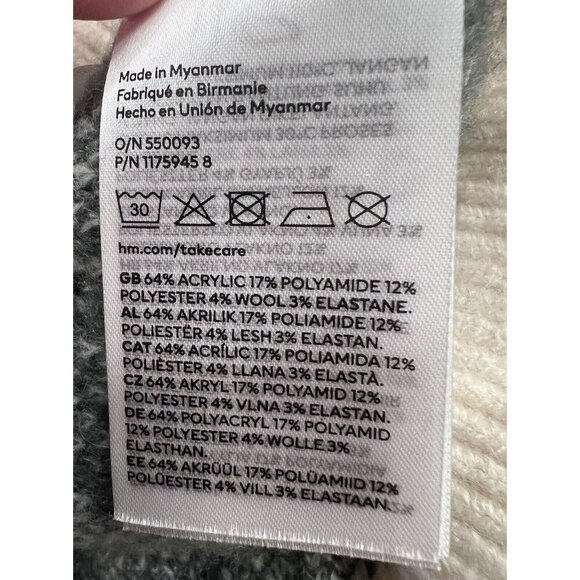 Made in Myanmar
Fabriqué en Birmanie
Hecho en Unión de Myanmar
O/N 550093
P/N 1175945 8
30
hm.com/takecare
GB 64% ACRYLIC 17% POLYAMIDE 12%
POLYESTER 4% WOOL 3% ELASTANE.
AL 64% AKRILIK 17% POLIAMIDE 12%
POLIESTËR 4% LESH 3% ELASTAN.
CAT 64% ACRÍLIC 17% POLIAMIDA 12%
POLIÈSTER 4% LLANA 3% ELASTÀ.
CZ 64% AKRYL 17% POLYAMID 12%
POLYESTER 4% VLNA 3% ELASTAN.
DE 64% POLYACRYL 17% POLYAMID
12% POLYESTER 4% WOLLE 3%
ELASTHAN.
EE 64% AKRÜÜL 17% POLÜAMIID 12%
POLÜESTER 4% VILL 3% ELASTAAN.